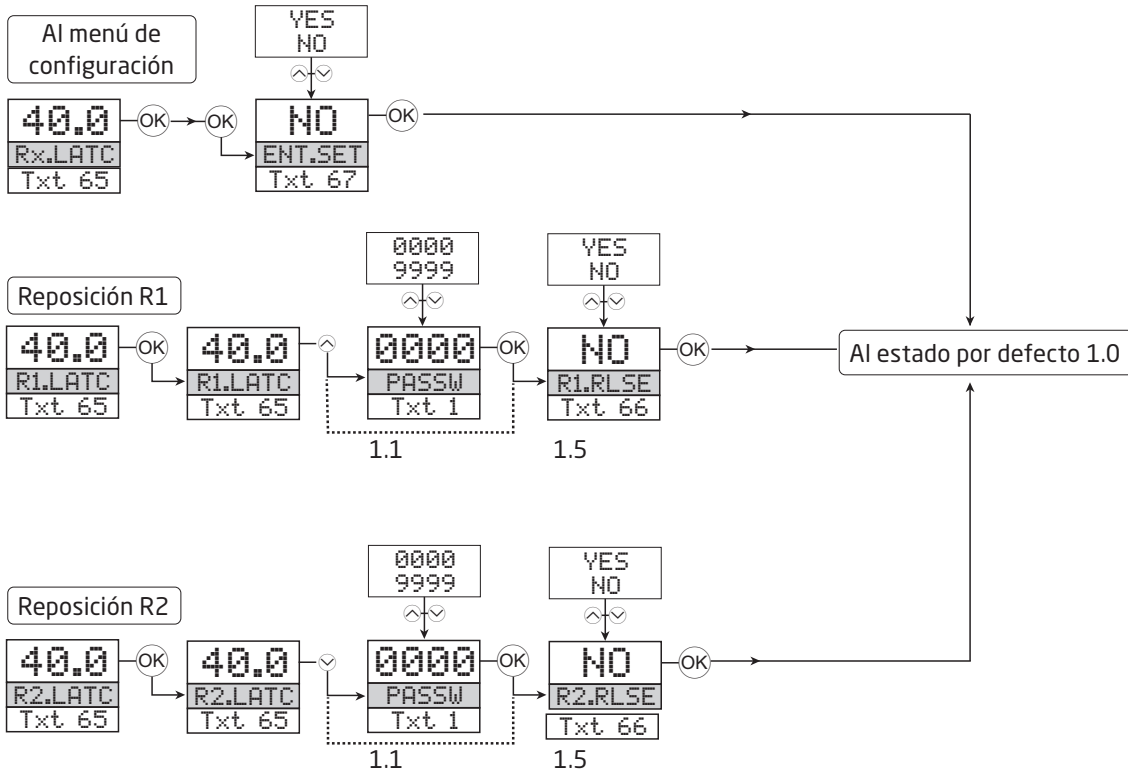 Al menú de
configuración
YES
NO
40.0
Rx.LATC
Txt 65
OK
OK
NO
ENT.SET
Txt 67
OK
Reposición R1
40.0
R1.LATC
Txt 65
OK
40.0
R1.LATC
Txt 65
0000
9999
0000
PASSW
Txt 1
OK
YES
NO
NO
R1.RLSE
Txt 66
OK
Al estado por defecto 1.0
1.1
1.5
Reposición R2
40.0
R2.LATC
Txt 65
OK
40.0
R2.LATC
Txt 65
0000
9999
0000
PASSW
Txt 1
OK
YES
NO
NO
R2.RLSE
Txt 66
OK
1.1
1.5